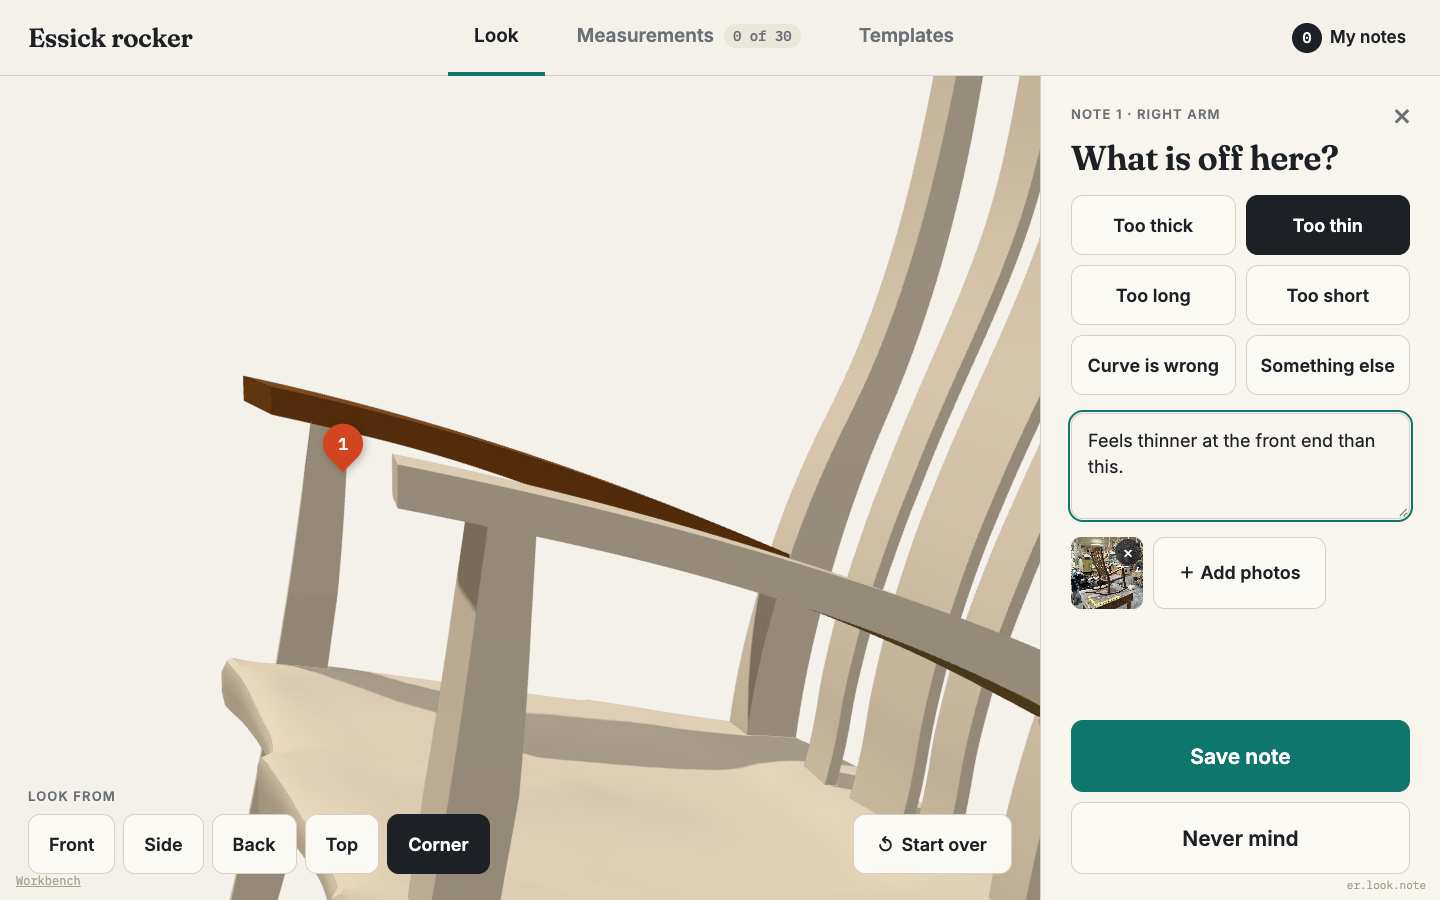 Essick rocker
Look
Measurements 0 of 30
Templates
0 My notes
NOTE 1 · RIGHT ARM
What is off here?
Too thick
Too thin
Too long
Too short
Curve is wrong
Something else
Feels thinner at the front end than
this.
+ Add photos
1
LOOK FROM
Front
Side
Back
Top
Corner
Start over
Save note
Never mind
Workbench
er.look.note